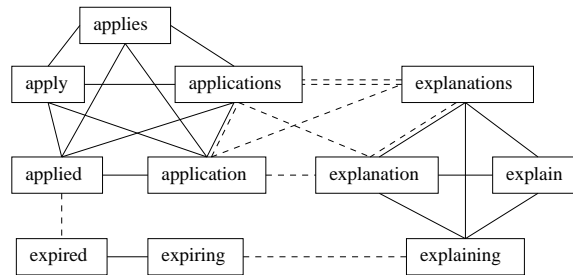 applies
apply applications explanations
applied application explanation explain
expired expiring explaining